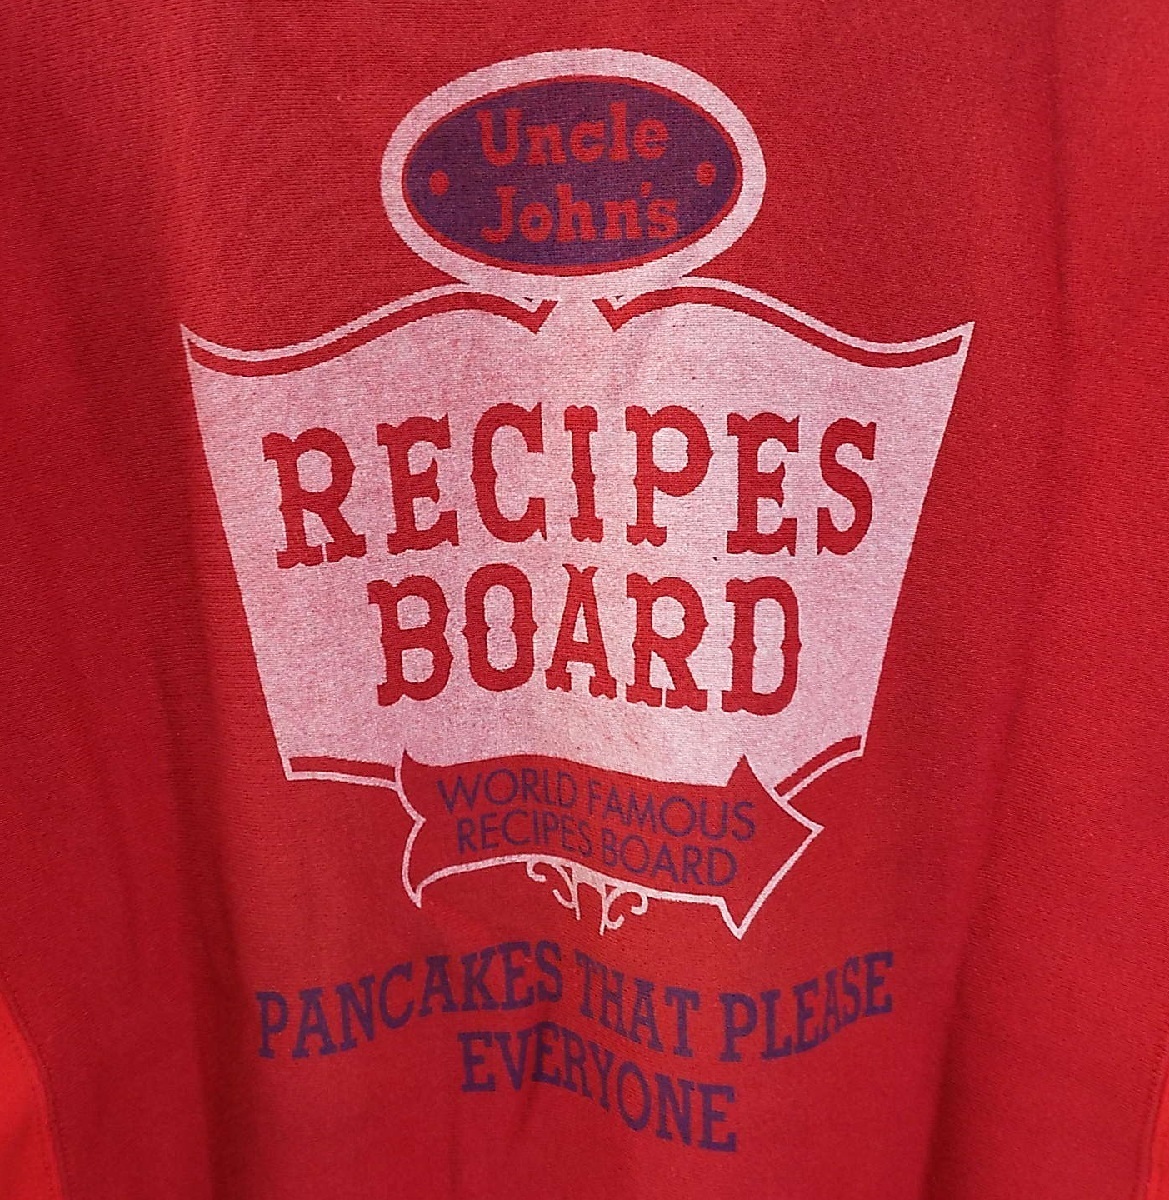 Uncle
John's
RECIPES
BOARD
WORLD FAMOUS
RECIPES BOARD
PANCAKES THAT PLEASE
EVERYONE